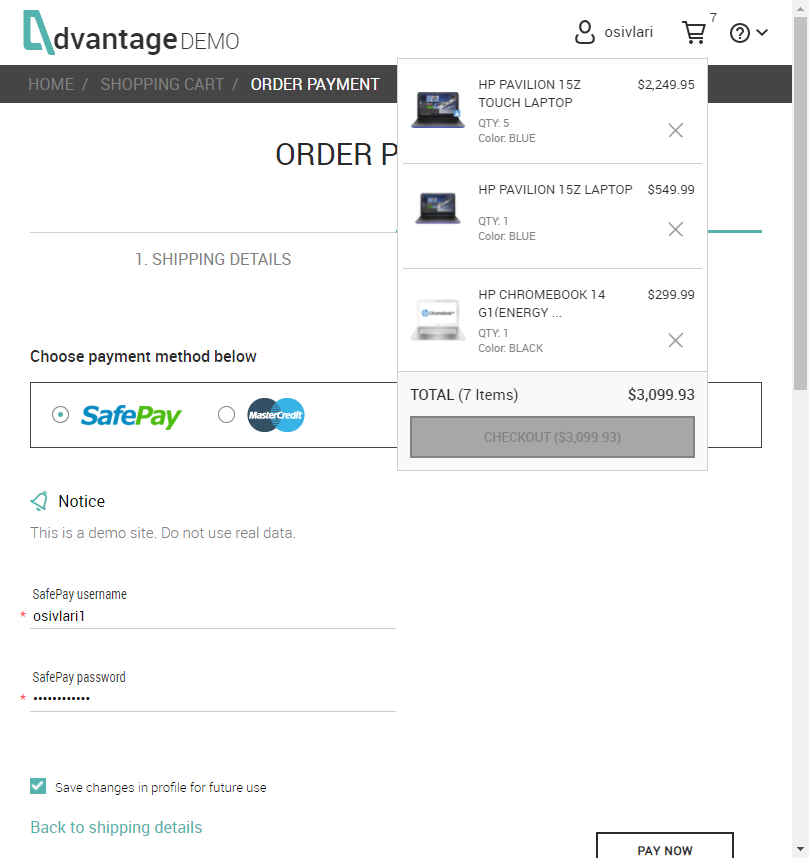 dvantage DEMO
osivlari
7
HOME / SHOPPING CART / ORDER PAYMENT
ORDER P
1. SHIPPING DETAILS
HP PAVILION 15Z $2,249.95
TOUCH LAPTOP
QTY: 5
Color: BLUE
HP PAVILION 15Z LAPTOP $549.99
QTY: 1
Color: BLUE
HP CHROMEBOOK 14 $299.99
G1(ENERGY ...
QTY: 1
Color: BLACK
TOTAL (7 Items) $3,099.93
CHECKOUT ($3,099.93)
Choose payment method below
SafePay MasterCredit
Notice
This is a demo site. Do not use real data.
SafePay username
* osivlari1
SafePay password
* ••••••••••••
Save changes in profile for future use
Back to shipping details
PAY NOW